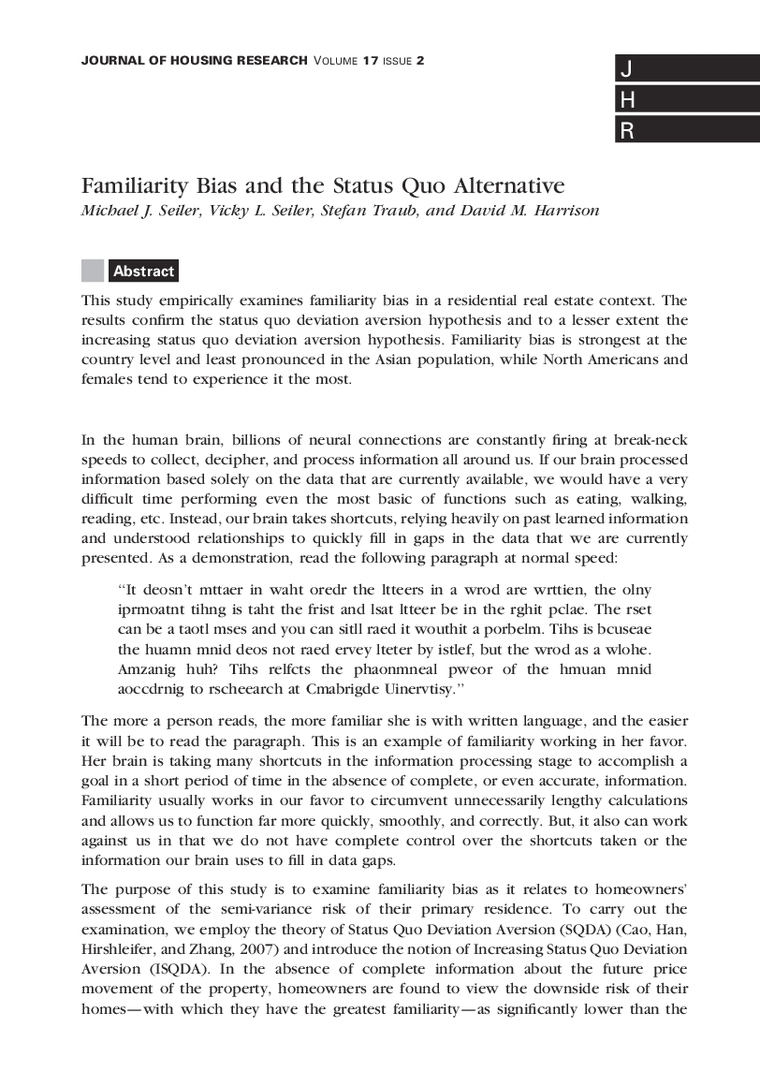 JOURNAL OF HOUSING RESEARCH VOLUME 17 ISSUE 2
J
H
R
Familiarity Bias and the Status Quo Alternative
Michael J. Seiler, Vicky L. Seiler, Stefan Traub, and David M. Harrison
Abstract
This study empirically examines familiarity bias in a residential real estate context. The
results confirm the status quo deviation aversion hypothesis and to a lesser extent the
increasing status quo deviation aversion hypothesis. Familiarity bias is strongest at the
country level and least pronounced in the Asian population, while North Americans and
females tend to experience it the most.
In the human brain, billions of neural connections are constantly firing at break-neck
speeds to collect, decipher, and process information all around us. If our brain processed
information based solely on the data that are currently available, we would have a very
difficult time performing even the most basic of functions such as eating, walking,
reading, etc. Instead, our brain takes shortcuts, relying heavily on past learned information
and understood relationships to quickly fill in gaps in the data that we are currently
presented. As a demonstration, read the following paragraph at normal speed:
‘‘It deosn’t mttaer in waht oredr the ltteers in a wrod are wrttien, the olny
iprmoatnt tihng is taht the frist and lsat ltteer be in the rghit pclae. The rset
can be a taotl mses and you can sitll raed it wouthit a porbelm. Tihs is bcuseae
the huamn mnid deos not raed ervey lteter by istlef, but the wrod as a wlohe.
Amzanig huh? Tihs relfcts the phaonmneal pweor of the hmuan mnid
aoccdrnig to rscheearch at Cmabrigde Uinervtisy.’’
The more a person reads, the more familiar she is with written language, and the easier
it will be to read the paragraph. This is an example of familiarity working in her favor.
Her brain is taking many shortcuts in the information processing stage to accomplish a
goal in a short period of time in the absence of complete, or even accurate, information.
Familiarity usually works in our favor to circumvent unnecessarily lengthy calculations
and allows us to function far more quickly, smoothly, and correctly. But, it also can work
against us in that we do not have complete control over the shortcuts taken or the
information our brain uses to fill in data gaps.
The purpose of this study is to examine familiarity bias as it relates to homeowners’
assessment of the semi-variance risk of their primary residence. To carry out the
examination, we employ the theory of Status Quo Deviation Aversion (SQDA) (Cao, Han,
Hirshleifer, and Zhang, 2007) and introduce the notion of Increasing Status Quo Deviation
Aversion (ISQDA). In the absence of complete information about the future price
movement of the property, homeowners are found to view the downside risk of their
homes—with which they have the greatest familiarity—as significantly lower than the